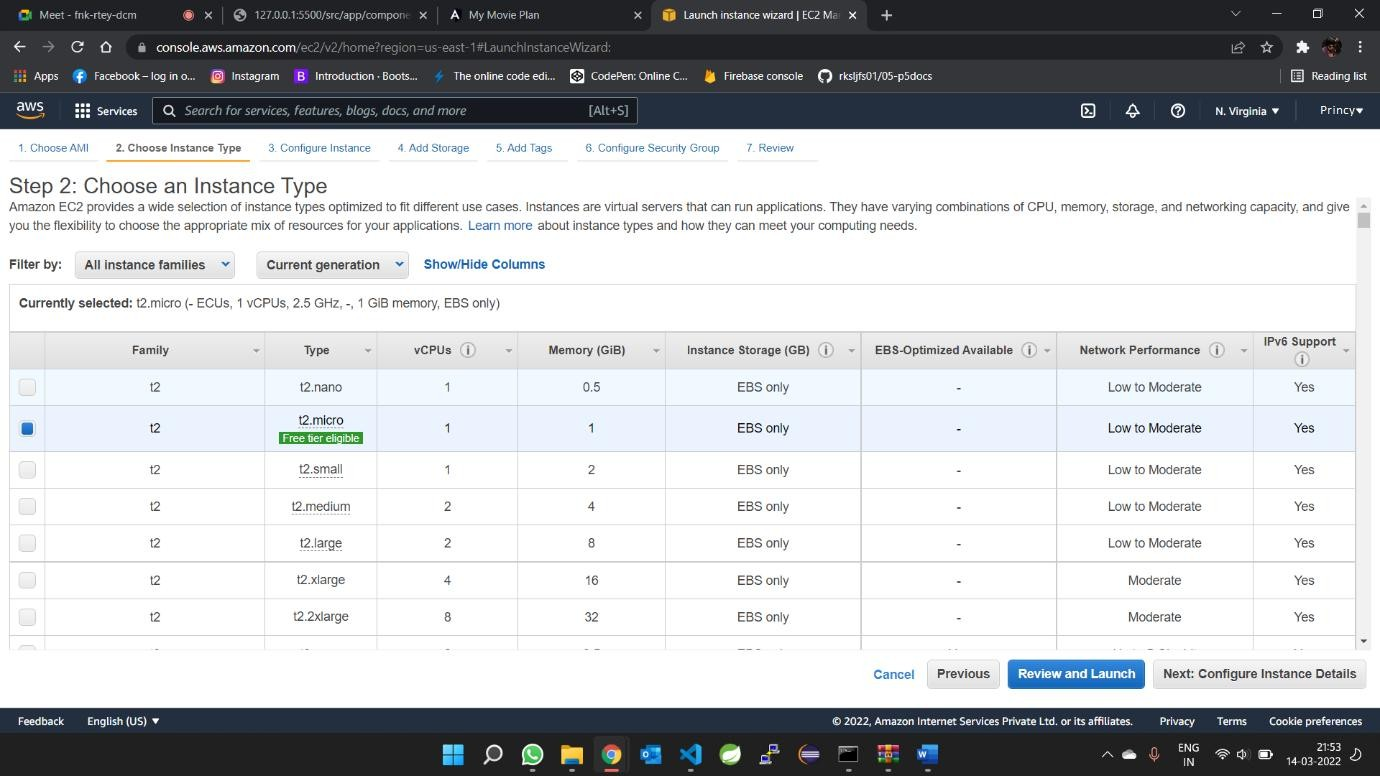 Meet - fnk-rtey-dcm
127.0.0.1:5500/src/app/compone
My Movie Plan
Launch instance wizard | EC2 Ma
console.aws.amazon.com/ec2/v2/home?region=us-east-1#LaunchInstanceWizard:
Apps Facebook – log in o... Instagram Introduction · Boots... The online code edi... CodePen: Online C... Firebase console rksljfs01/05-p5docs Reading list
aws Services Search for services, features, blogs, docs, and more [Alt+S] N. Virginia Princy
1. Choose AMI 2. Choose Instance Type 3. Configure Instance 4. Add Storage 5. Add Tags 6. Configure Security Group 7. Review
Step 2: Choose an Instance Type
Amazon EC2 provides a wide selection of instance types optimized to fit different use cases. Instances are virtual servers that can run applications. They have varying combinations of CPU, memory, storage, and networking capacity, and give
you the flexibility to choose the appropriate mix of resources for your applications. Learn more about instance types and how they can meet your computing needs.
Filter by: All instance families Current generation Show/Hide Columns
Currently selected: t2.micro (- ECUs, 1 vCPUs, 2.5 GHz, -, 1 GiB memory, EBS only)
Family Type vCPUs Memory (GiB) Instance Storage (GB) EBS-Optimized Available Network Performance IPv6 Support
t2 t2.nano 1 0.5 EBS only - Low to Moderate Yes
t2 t2.micro Free tier eligible 1 1 EBS only - Low to Moderate Yes
t2 t2.small 1 2 EBS only - Low to Moderate Yes
t2 t2.medium 2 4 EBS only - Low to Moderate Yes
t2 t2.large 2 8 EBS only - Low to Moderate Yes
t2 t2.xlarge 4 16 EBS only - Moderate Yes
t2 t2.2xlarge 8 32 EBS only - Moderate Yes
Cancel Previous Review and Launch Next: Configure Instance Details
Feedback English (US) © 2022, Amazon Internet Services Private Ltd. or its affiliates. Privacy Terms Cookie preferences
ENG
IN
21:53
14-03-2022